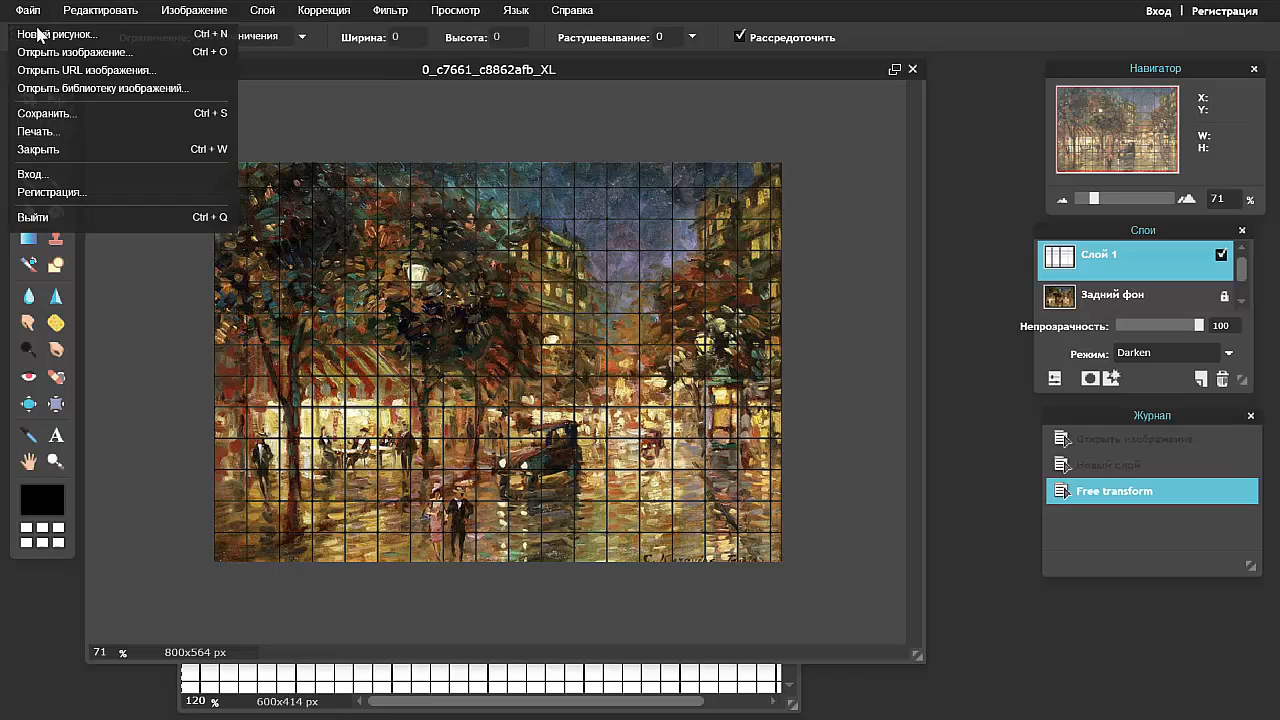 Файл Редактировать Изображение Слой Коррекция Фильтр Просмотр Язык Справка Вход | Регистрация
Новый рисунок... Ctrl + N
Открыть изображение... Ctrl + O
Открыть URL изображения...
Открыть библиотеку изображений...
Сохранить... Ctrl + S
Печать...
Закрыть Ctrl + W
Вход...
Регистрация...
Выйти Ctrl + Q
Ширина: 0 Высота: 0 Растушевывание: 0 Рассредоточить
0_c7661_c8862afb_XL
71 % 800x564 px
120 % 600x414 px
Навигатор
X:
Y:
W:
H:
71 %
Слои
Слой 1
Задний фон
Непрозрачность: 100
Режим: Darken
Журнал
Открыть изображение
Новый слой
Free transform